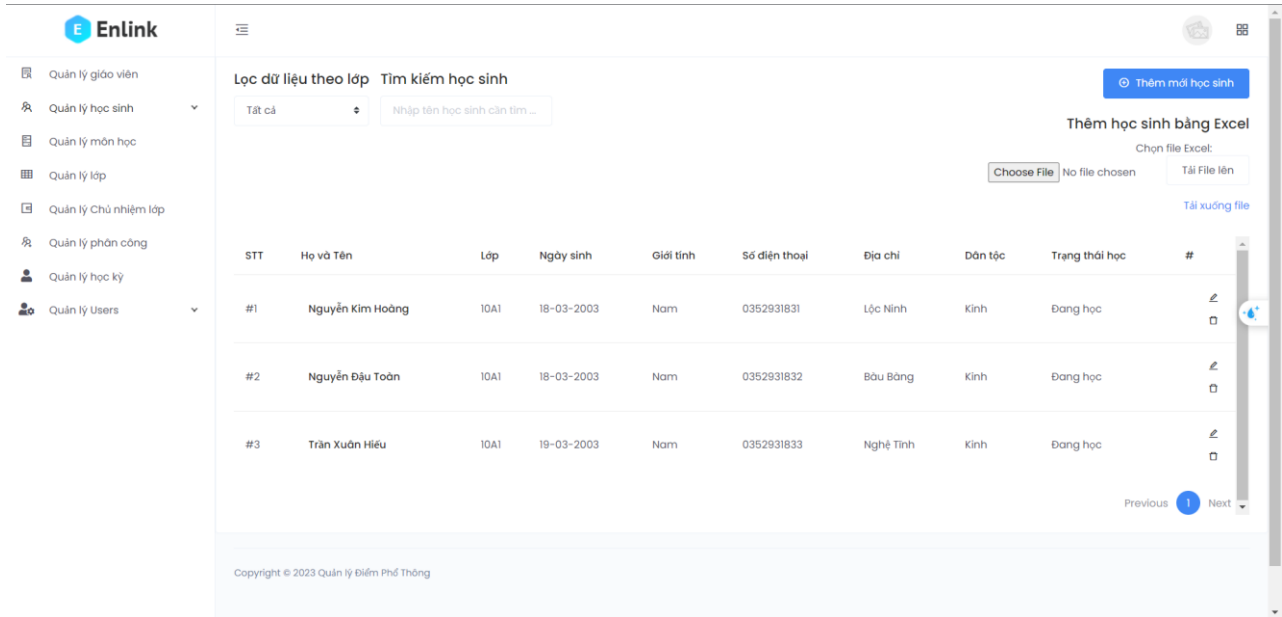 E Enlink
Quản lý giáo viên
Quản lý học sinh
Quản lý môn học
Quản lý lớp
Quản lý Chủ nhiệm lớp
Quản lý phân công
Quản lý học kỳ
Quản lý Users
Lọc dữ liệu theo lớp Tìm kiếm học sinh
Tất cả Nhập tên học sinh cần tìm ...
Thêm mới học sinh
Thêm học sinh bằng Excel
Chọn file Excel:
Choose File No file chosen Tải File lên
Tải xuống file
STT Họ và Tên Lớp Ngày sinh Giới tính Số điện thoại Địa chỉ Dân tộc Trạng thái học #
#1 Nguyễn Kim Hoàng 10A1 18-03-2003 Nam 0352931831 Lộc Ninh Kinh Đang học
#2 Nguyễn Đậu Toàn 10A1 18-03-2003 Nam 0352931832 Bàu Bàng Kinh Đang học
#3 Trần Xuân Hiếu 10A1 19-03-2003 Nam 0352931833 Nghệ Tĩnh Kinh Đang học
Previous 1 Next
Copyright © 2023 Quản lý Điểm Phổ Thông